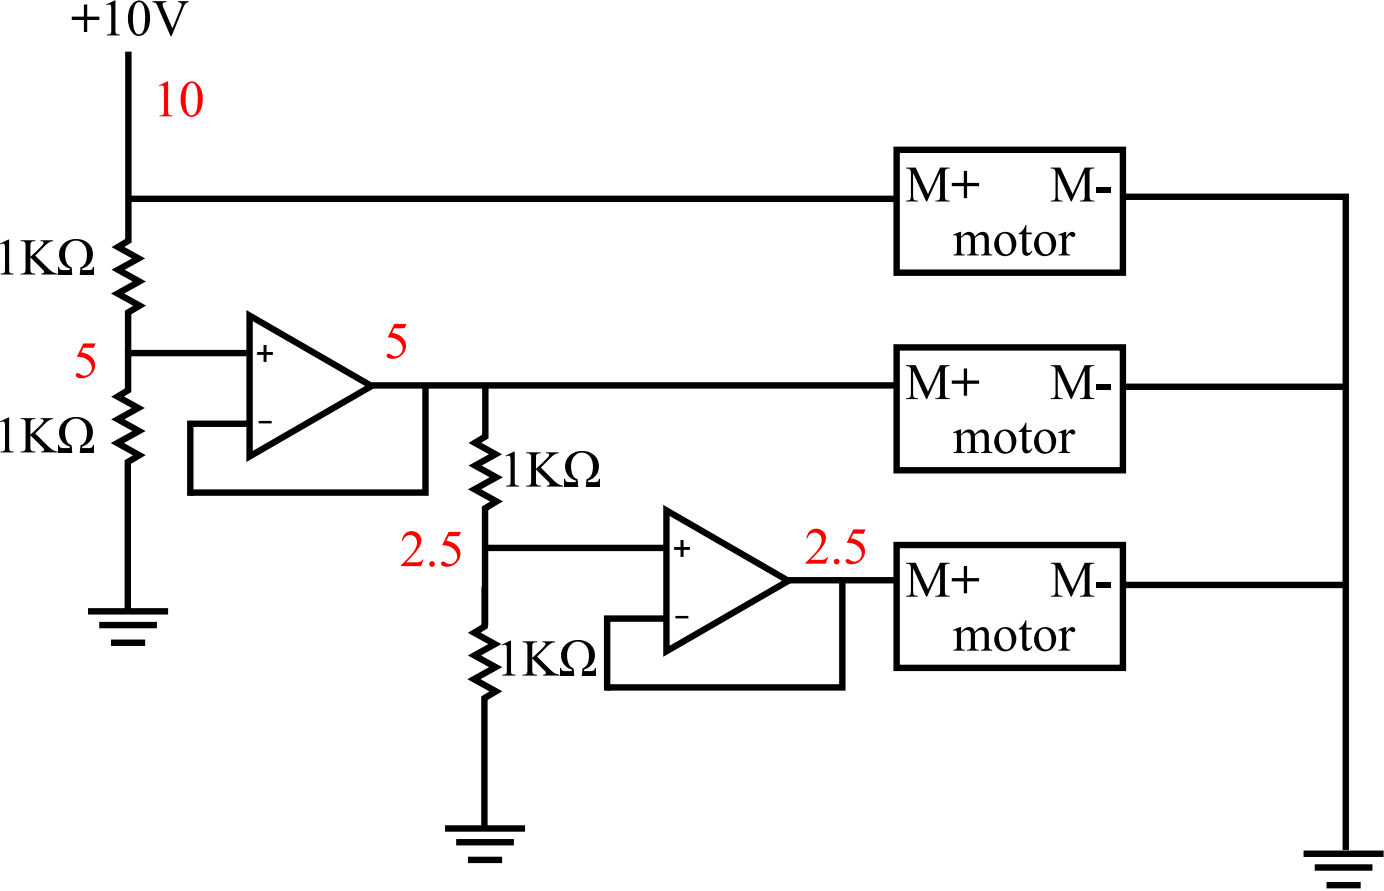 +10V
10
M+ M-
motor
1KΩ
5
+
-
5
1KΩ
M+ M-
motor
1KΩ
2.5
+
-
2.5
1KΩ
M+ M-
motor